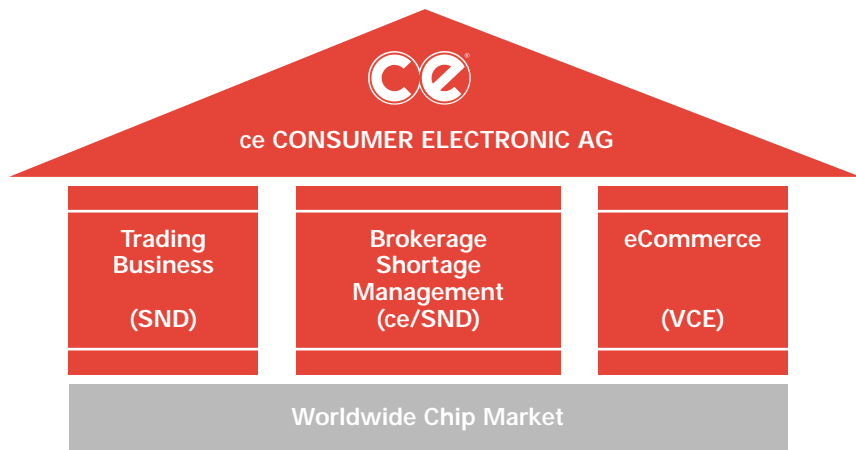 ce®
ce CONSUMER ELECTRONIC AG
Trading
Business
(SND)
Brokerage
Shortage
Management
(ce/SND)
eCommerce
(VCE)
Worldwide Chip Market